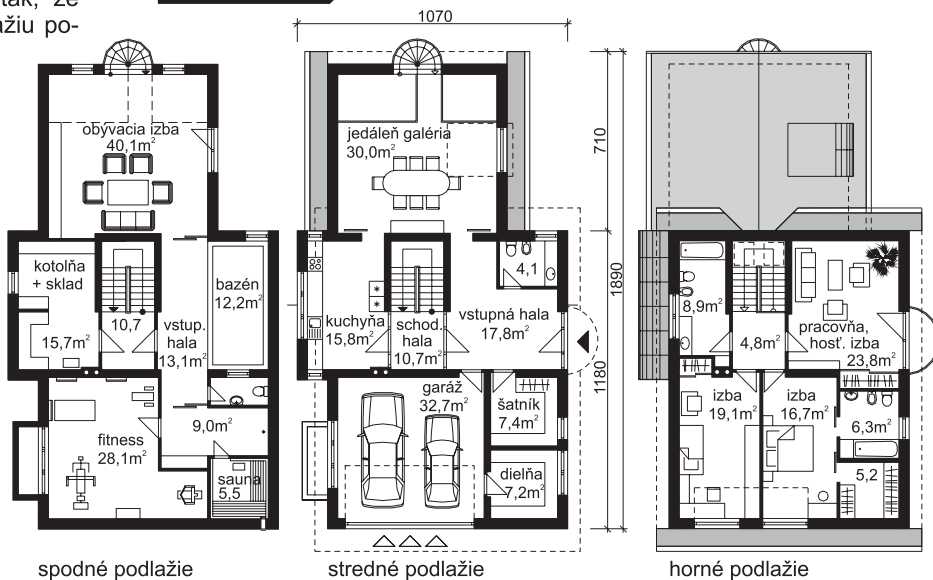 tak, že
ažiu po-
1070
710
1890
1180
obývacia izba
40,1m²
kotolňa
+ sklad
15,7m²
10,7
vstup.
hala
13,1m²
bazén
12,2m²
fitness
28,1m²
9,0m²
sauna
5,5
spodné podlažie
jedáleň galéria
30,0m²
kuchyňa
15,8m²
schod.
hala
10,7m²
4,1
vstupná hala
17,8m²
garáž
32,7m²
šatník
7,4m²
dielňa
7,2m²
stredné podlažie
8,9m²
4,8m²
pracovňa,
hosť. izba
23,8m²
izba
19,1m²
izba
16,7m²
6,3m²
5,2
horné podlažie